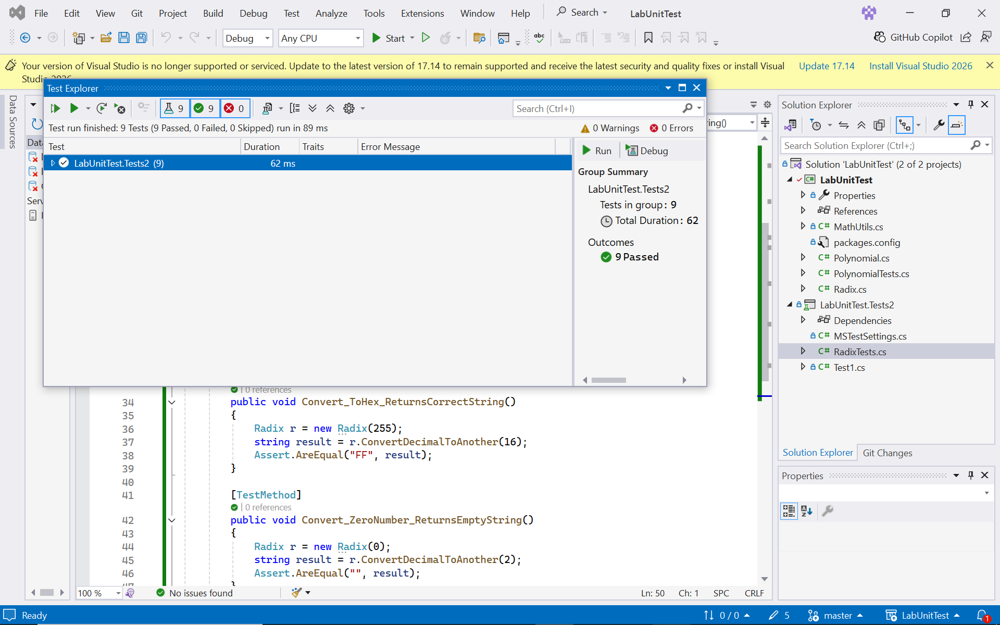 File Edit View Git Project Build Debug Test Analyze Tools Extensions Window Help Search LabUnitTest
Debug Any CPU Start abc GitHub Copilot
Your version of Visual Studio is no longer supported or serviced. Update to the latest version of 17.14 to remain supported and receive the latest security and quality fixes or install Visual Update 17.14 Install Visual Studio 2026
Data Sources
Test Explorer
9 9 0 Search (Ctrl+I)
Test run finished: 9 Tests (9 Passed, 0 Failed, 0 Skipped) run in 89 ms 0 Warnings 0 Errors
Test Duration Traits Error Message
LabUnitTest.Tests2 (9) 62 ms
Run Debug
Group Summary
LabUnitTest.Tests2
Tests in group: 9
Total Duration: 62
Outcomes
9 Passed
0 references
34 public void Convert_ToHex_ReturnsCorrectString()
35 {
36 Radix r = new Radix(255);
37 string result = r.ConvertDecimalToAnother(16);
38 Assert.AreEqual("FF", result);
39 }
40
41 [TestMethod]
0 references
42 public void Convert_ZeroNumber_ReturnsEmptyString()
43 {
44 Radix r = new Radix(0);
45 string result = r.ConvertDecimalToAnother(2);
46 Assert.AreEqual("", result);
100 % No issues found Ln: 50 Ch: 1 SPC CRLF
Solution Explorer
Search Solution Explorer (Ctrl+;)
Solution 'LabUnitTest' (2 of 2 projects)
C# LabUnitTest
Properties
References
C# MathUtils.cs
packages.config
C# Polynomial.cs
C# PolynomialTests.cs
C# Radix.cs
LabUnitTest.Tests2
Dependencies
C# MSTestSettings.cs
C# RadixTests.cs
C# Test1.cs
Solution Explorer Git Changes
Properties
Ready 0 / 0 5 master LabUnitTest 1